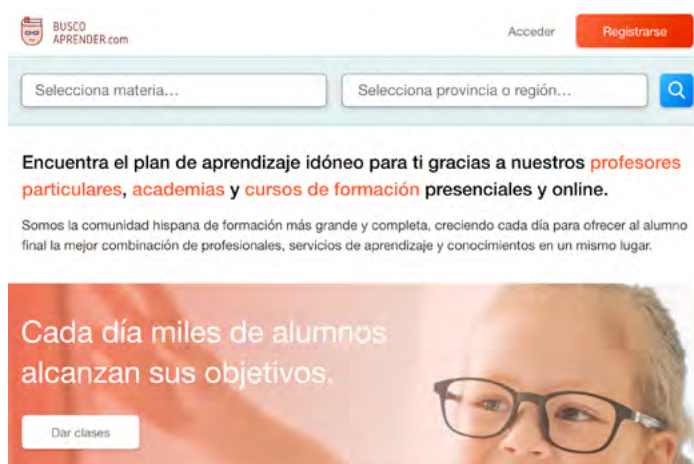 BUSCO
APRENDER.com
Acceder
Registrarse
Selecciona materia...
Selecciona provincia o región...
Encuentra el plan de aprendizaje idóneo para ti gracias a nuestros profesores
particulares, academias y cursos de formación presenciales y online.
Somos la comunidad hispana de formación más grande y completa, creciendo cada día para ofrecer al alumno
final la mejor combinación de profesionales, servicios de aprendizaje y conocimientos en un mismo lugar.
Cada día miles de alumnos
alcanzan sus objetivos.
Dar clases